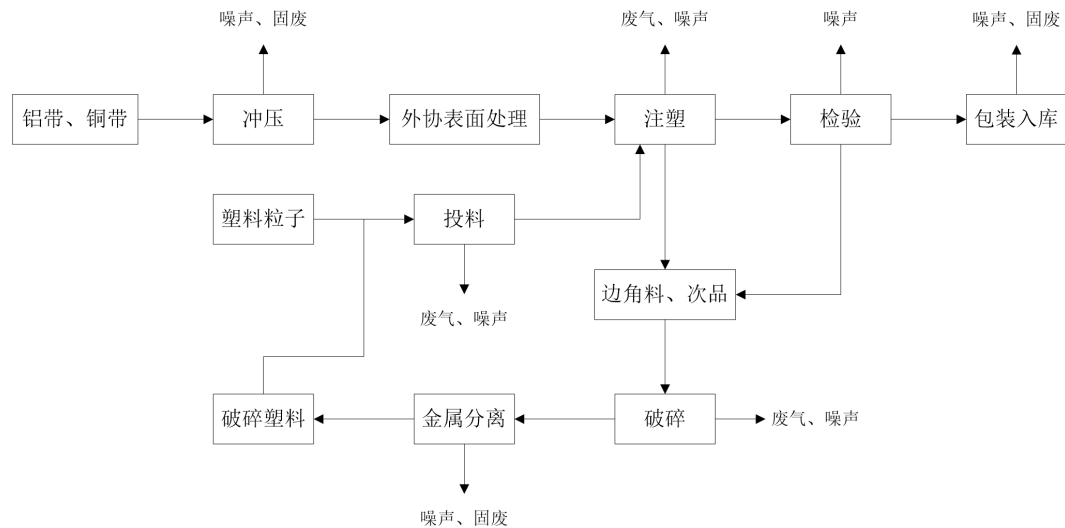 噪声、固废
废气、噪声
噪声
噪声、固废
铝带、铜带
冲压
外协表面处理
注塑
检验
包装入库
塑料粒子
投料
边角料、次品
废气、噪声
破碎塑料
金属分离
破碎
废气、噪声
噪声、固废